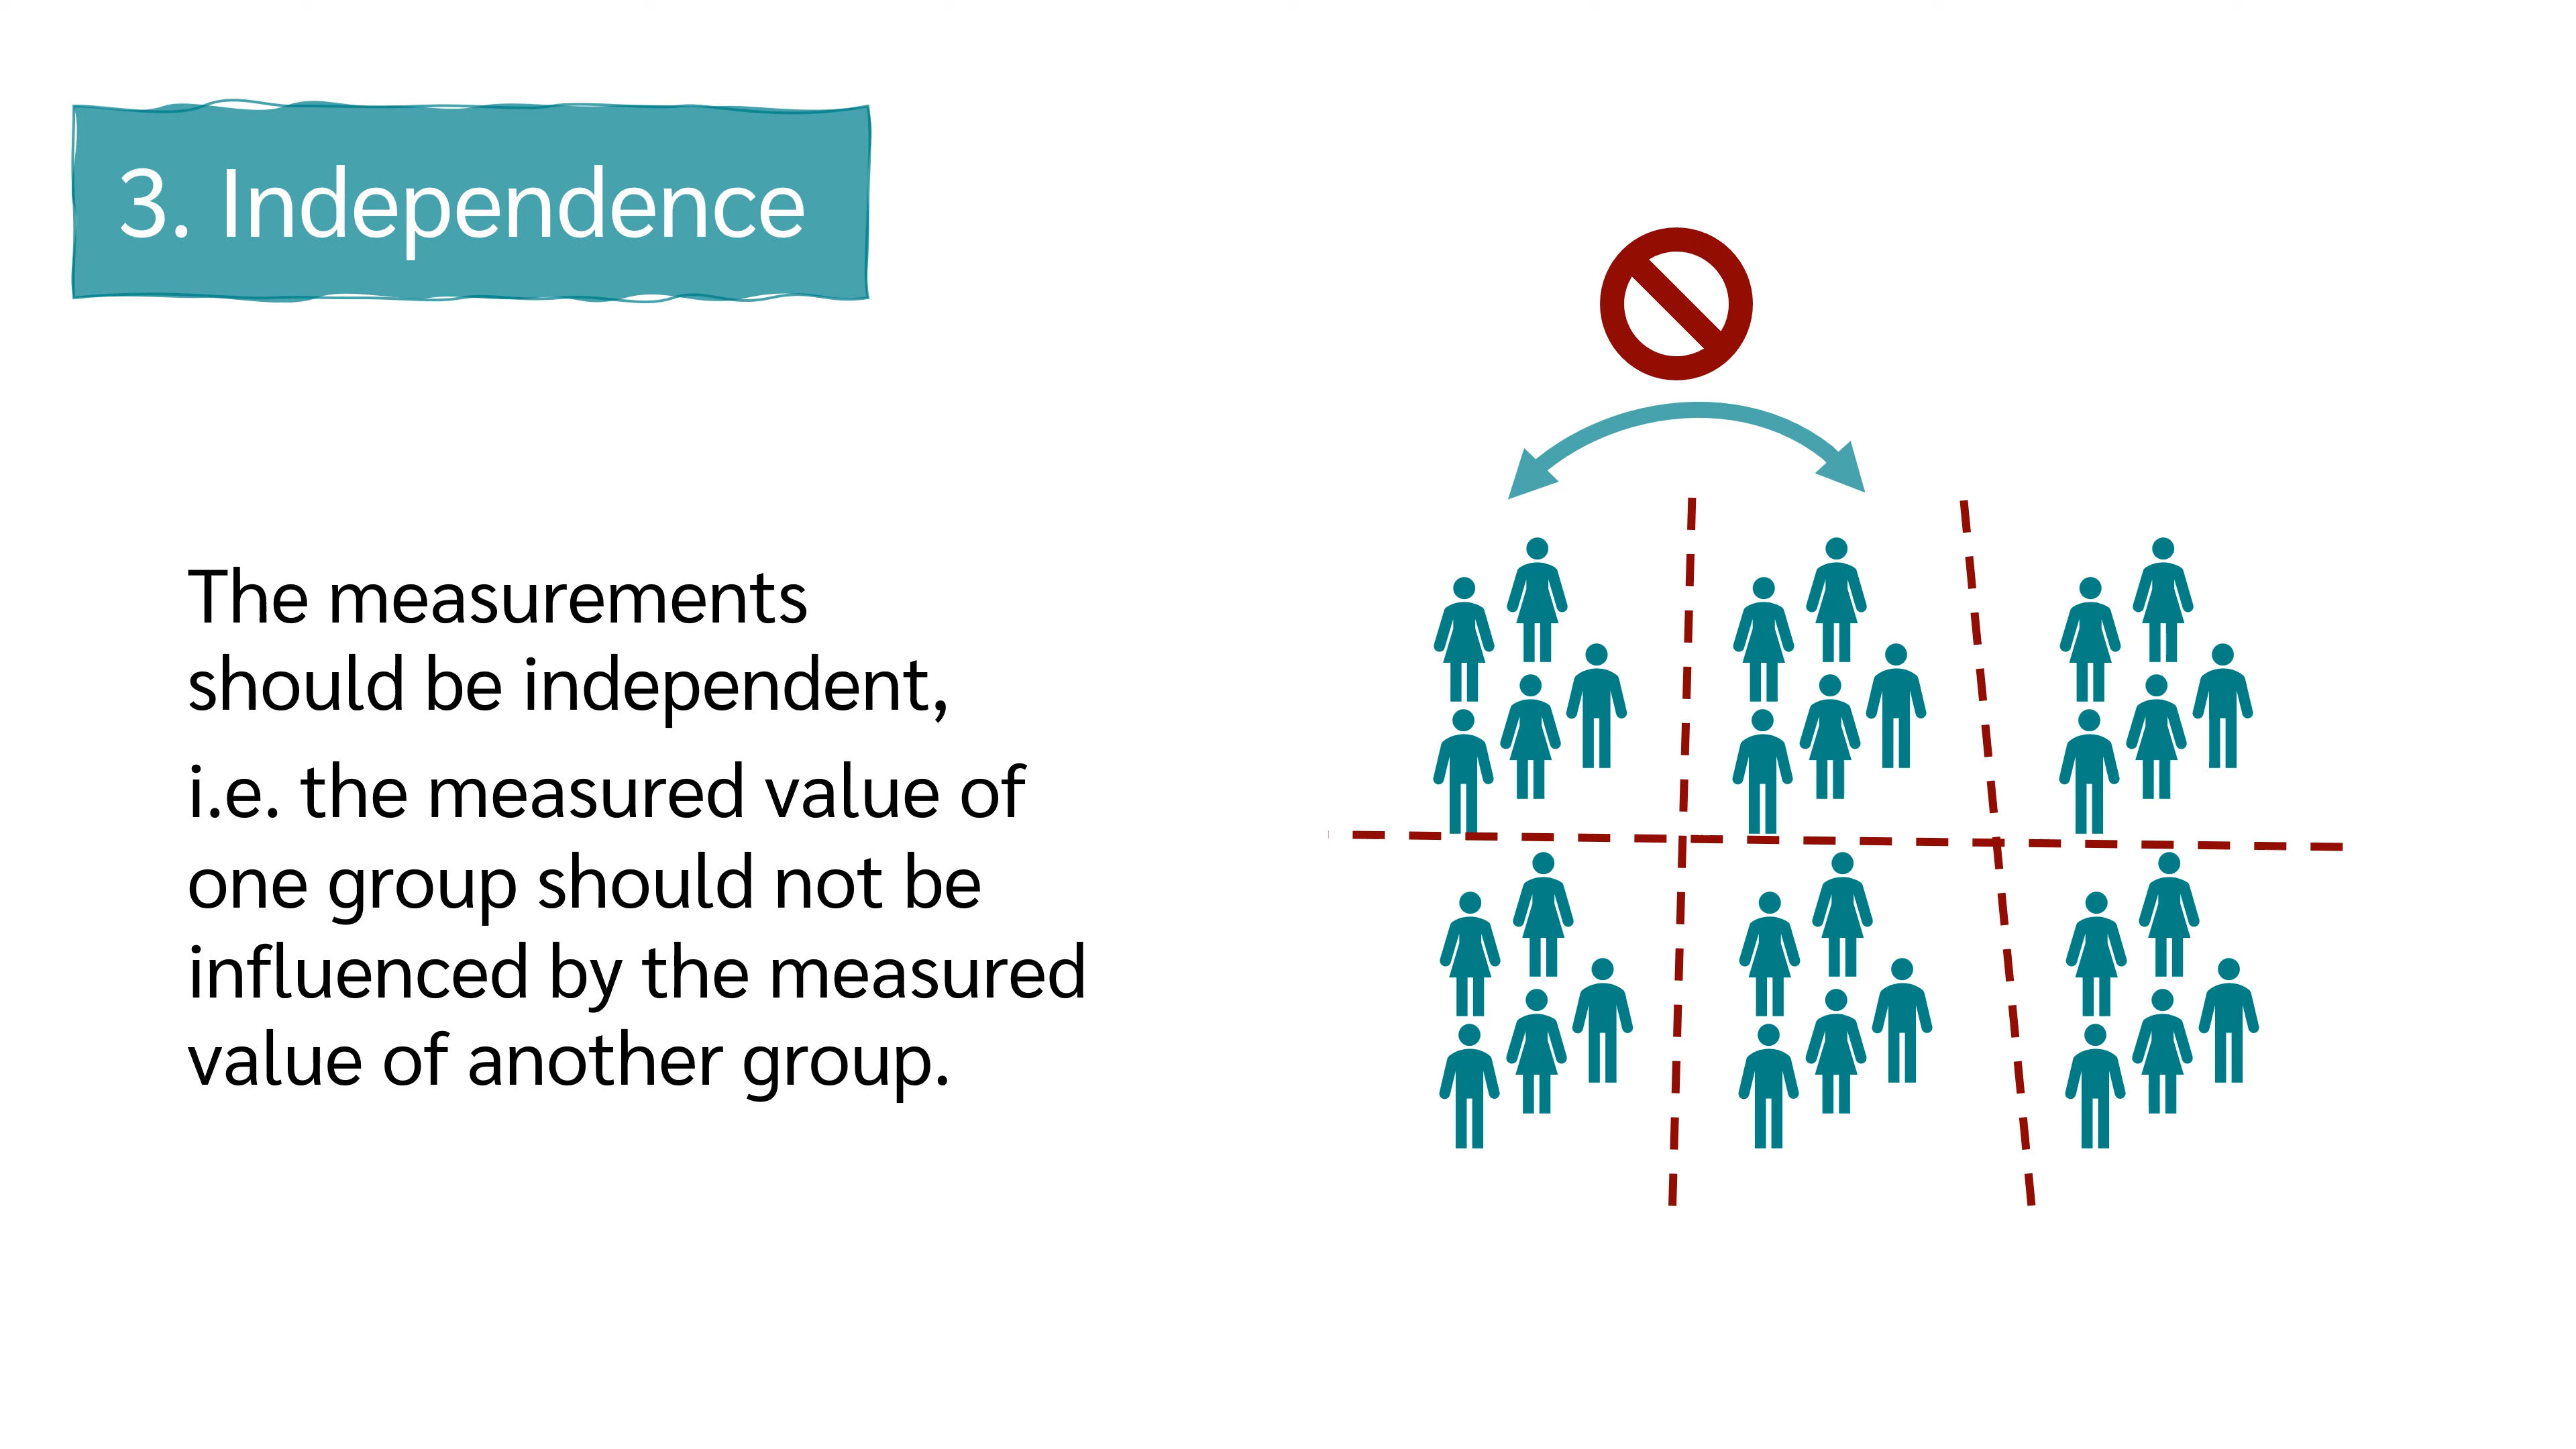 3. Independence
The measurements
should be independent,
i.e. the measured value of
one group should not be
influenced by the measured
value of another group.